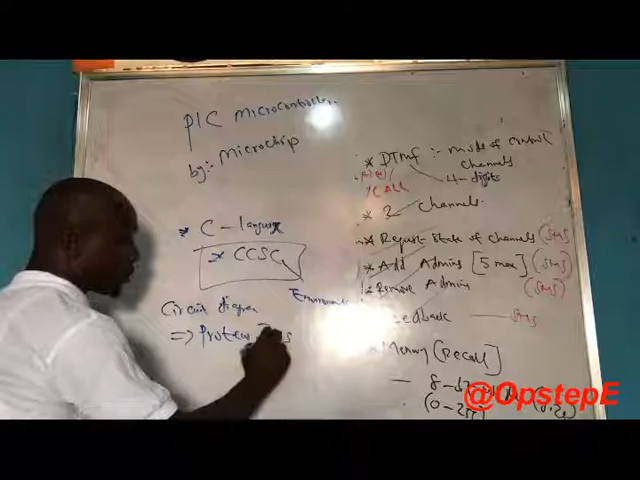 PIC microcontroller.
by:- Microchip
* C - language
* CCSC
Circuit diagram
=> Proteus
* DTMF :- mode of control
channels
4-digits
/CALL
* 2 channels.
* Request state of channels (SMS)
* Add Admins [5 max] (SMS)
Remove Admin (SMS)
eedback —— SMS
Memory (Recall)
@OpstepE